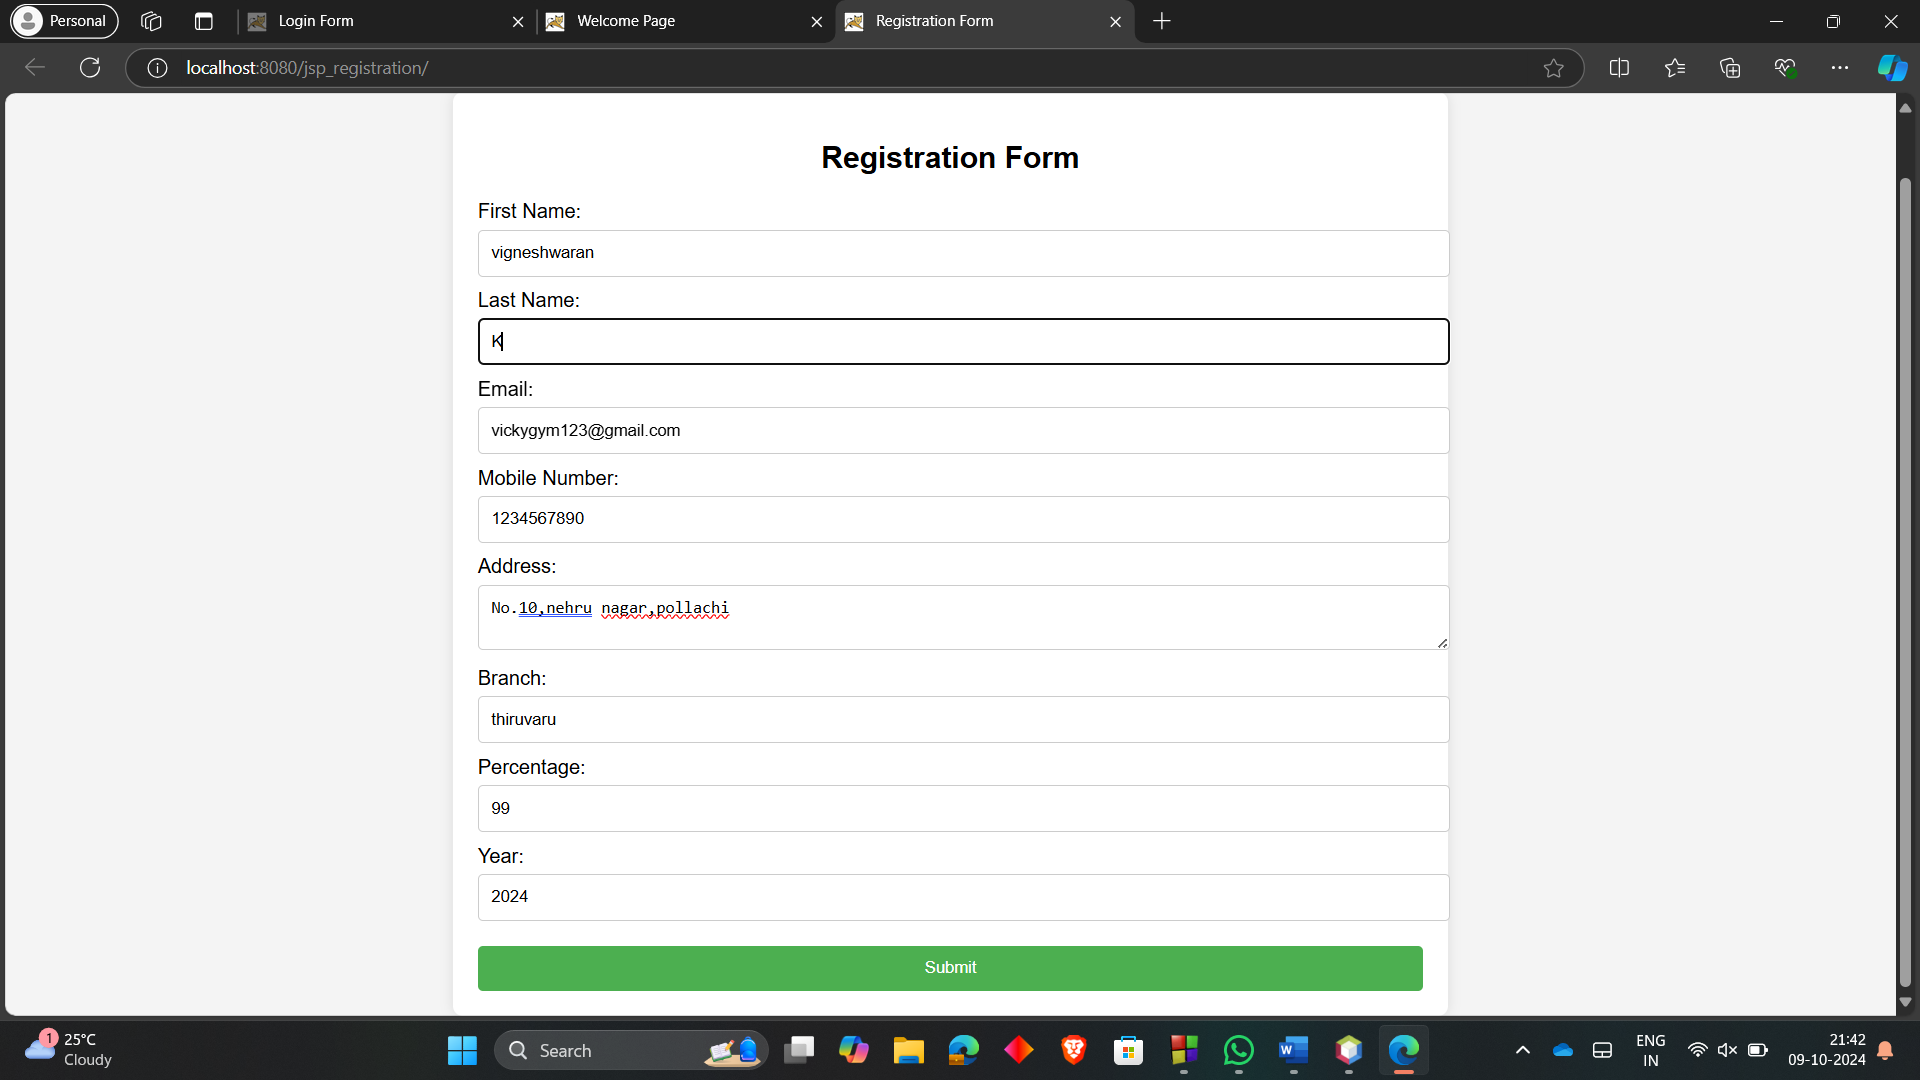 Personal
Login Form
Welcome Page
Registration Form
localhost:8080/jsp_registration/
Registration Form
First Name:
vigneshwaran
Last Name:
K
Email:
vickygym123@gmail.com
Mobile Number:
1234567890
Address:
No.10,nehru nagar,pollachi
Branch:
thiruvaru
Percentage:
99
Year:
2024
Submit
1
25°C
Cloudy
Search
W
ENG
IN
21:42
09-10-2024